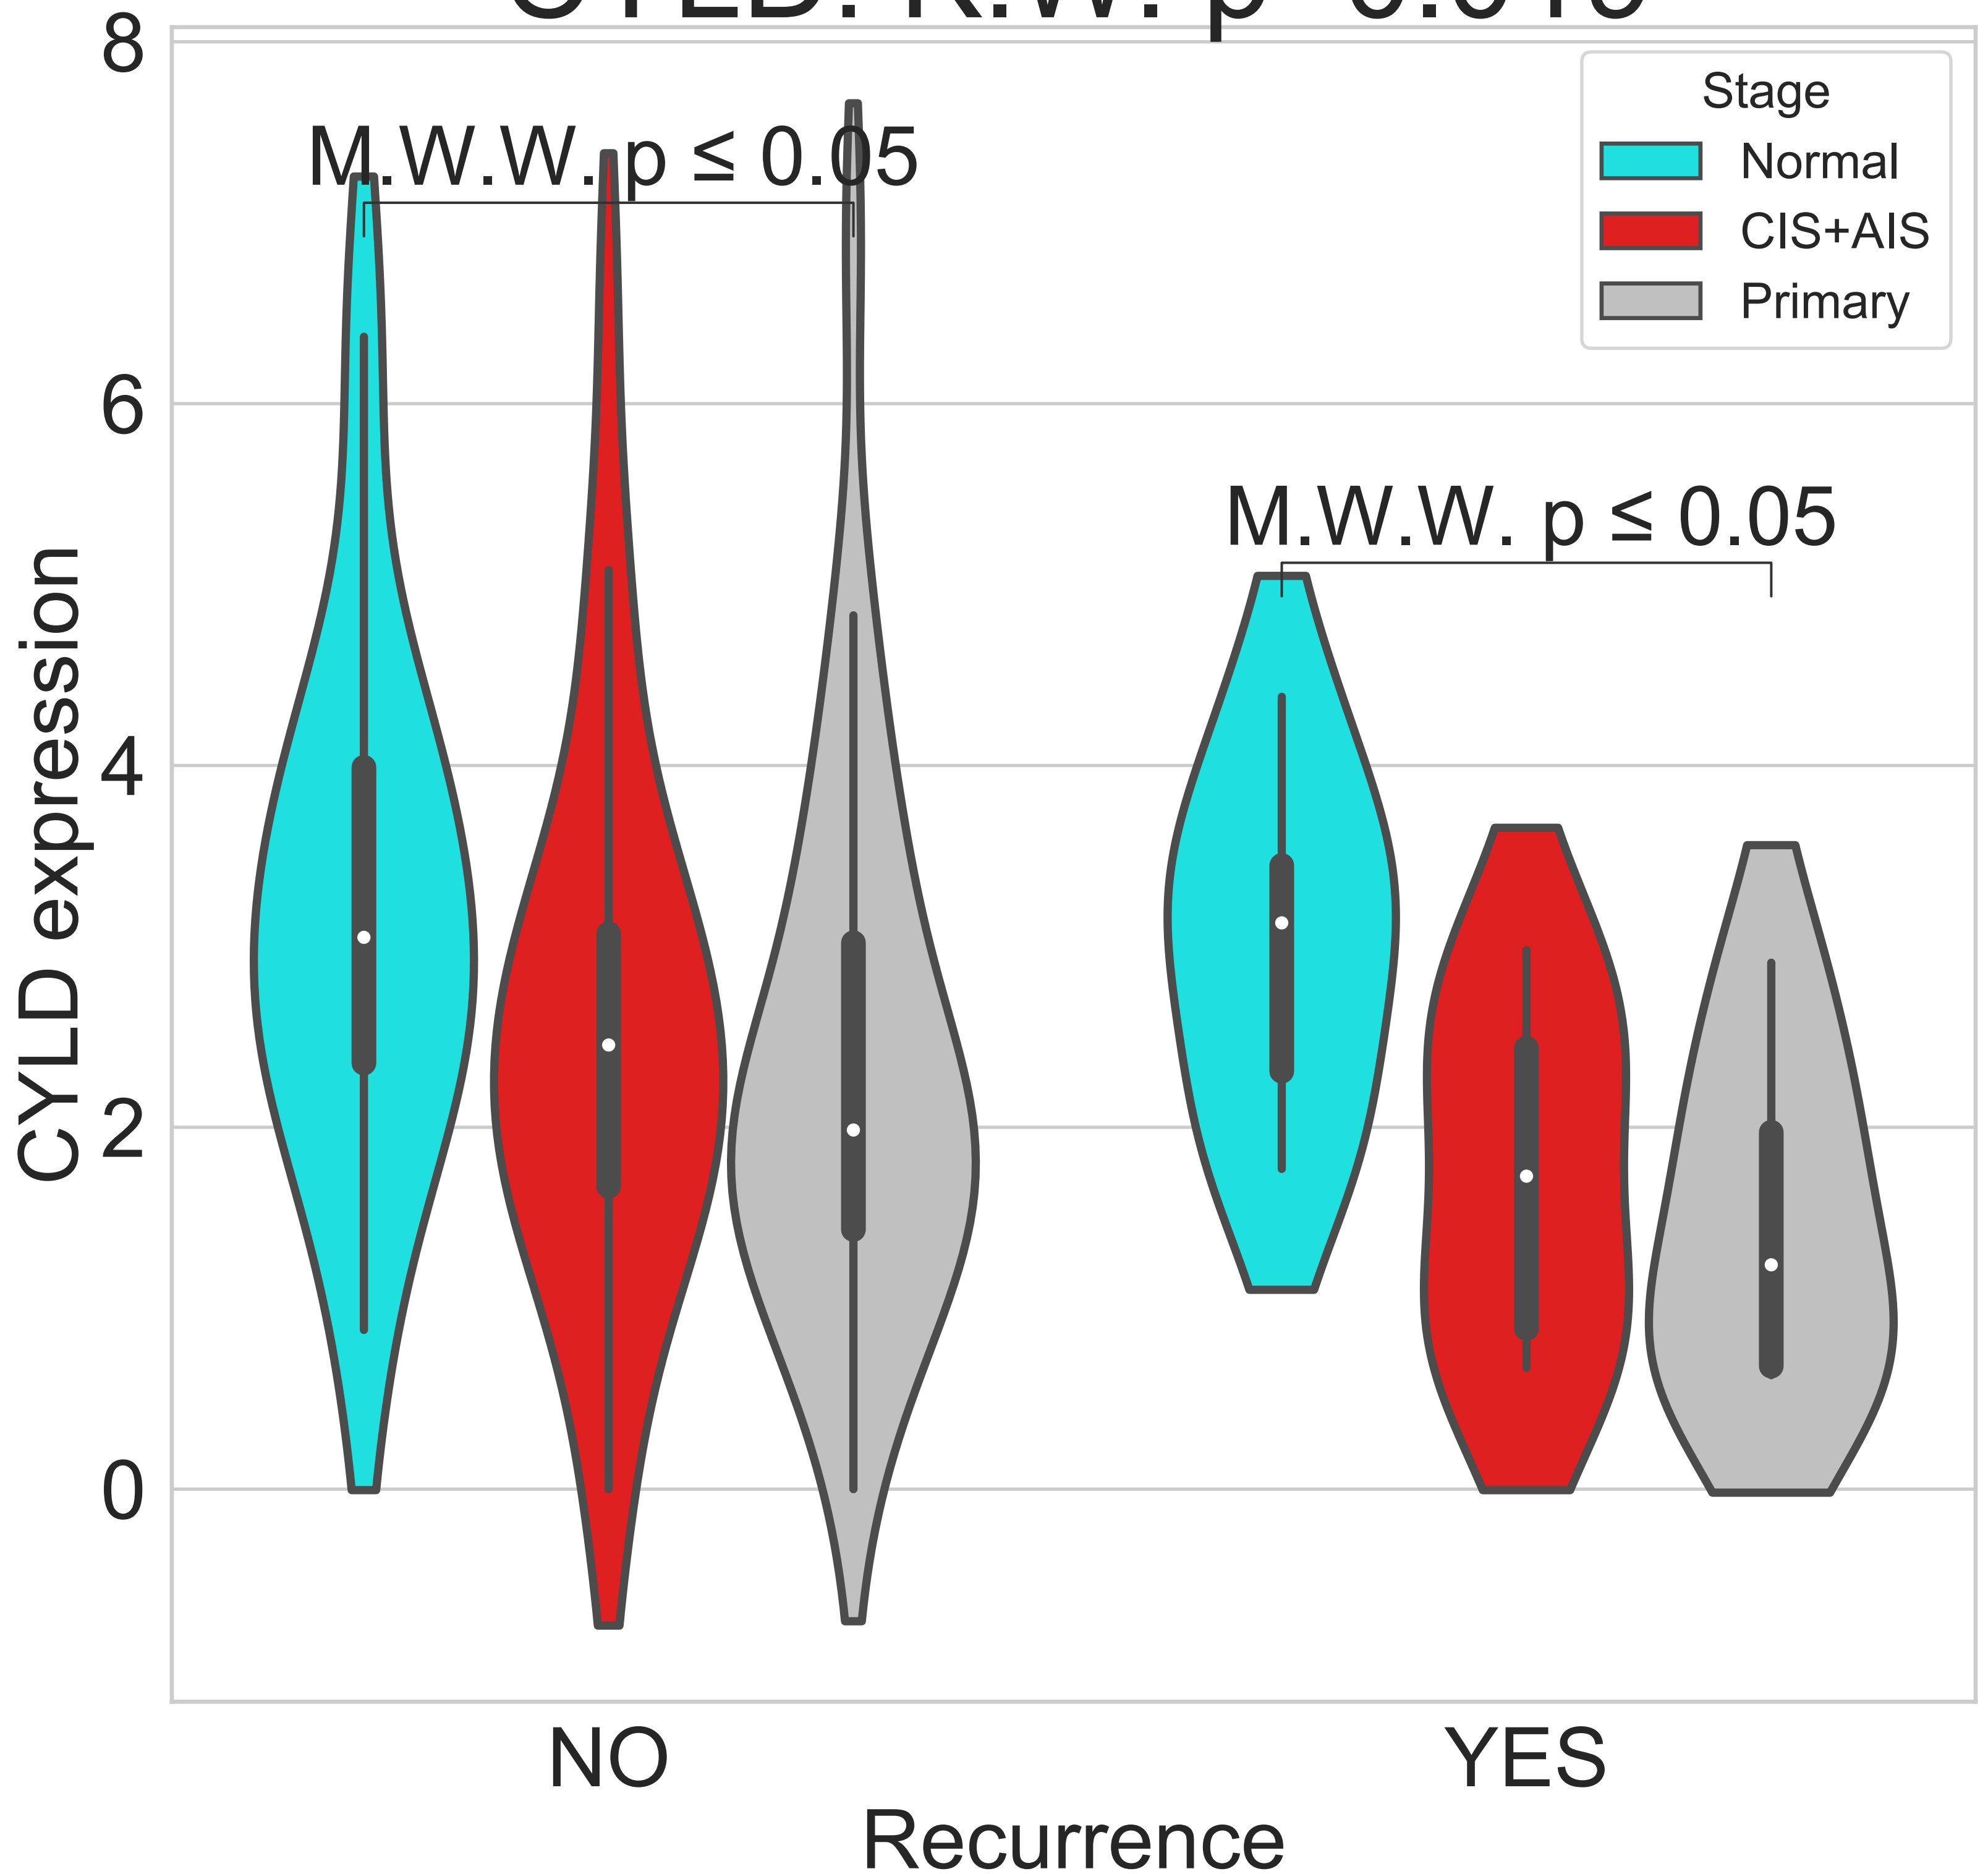 8
M.W.W. p ≤ 0.05
Stage
Normal
CIS+AIS
Primary
6
M.W.W. p ≤ 0.05
4
2
0
CYLD expression
NO
YES
Recurrence